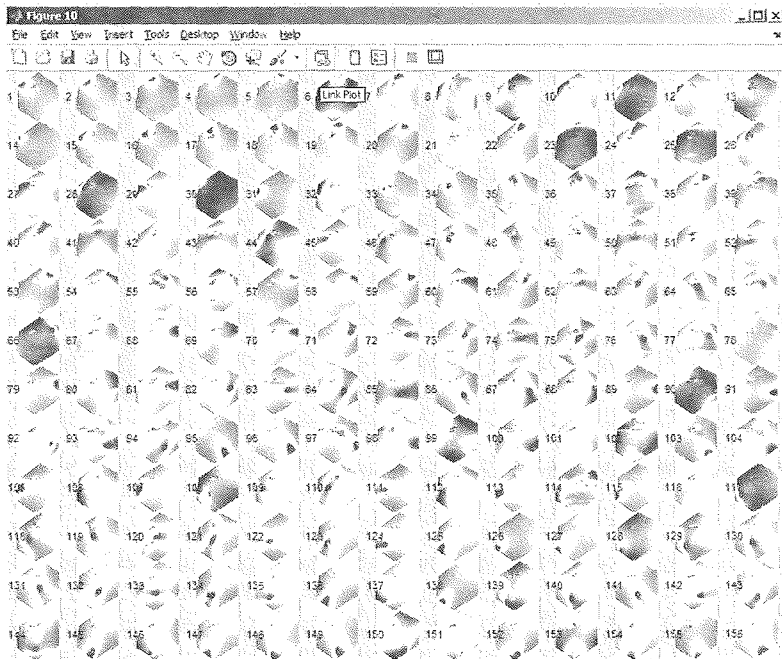 Figure 10
File Edit View Insert Tools Desktop Window Help
Link Plot
1 2 3 4 5 6 7 8 9 10 11 12 13
14 15 16 17 18 19 20 21 22 23 24 25 26
27 28 29 30 31 32 33 34 35 36 37 38 39
40 41 42 43 44 45 46 47 48 49 50 51 52
53 54 55 56 57 58 59 60 61 62 63 64 65
66 67 68 69 70 71 72 73 74 75 76 77 78
79 80 81 82 83 84 85 86 87 88 89 90 91
92 93 94 95 96 97 98 99 100 101 102 103 104
105 106 107 108 109 110 111 112 113 114 115 116 117
118 119 120 121 122 123 124 125 126 127 128 129 130
131 132 133 134 135 136 137 138 139 140 141 142 143
144 145 146 147 148 149 150 151 152 153 154 155 156